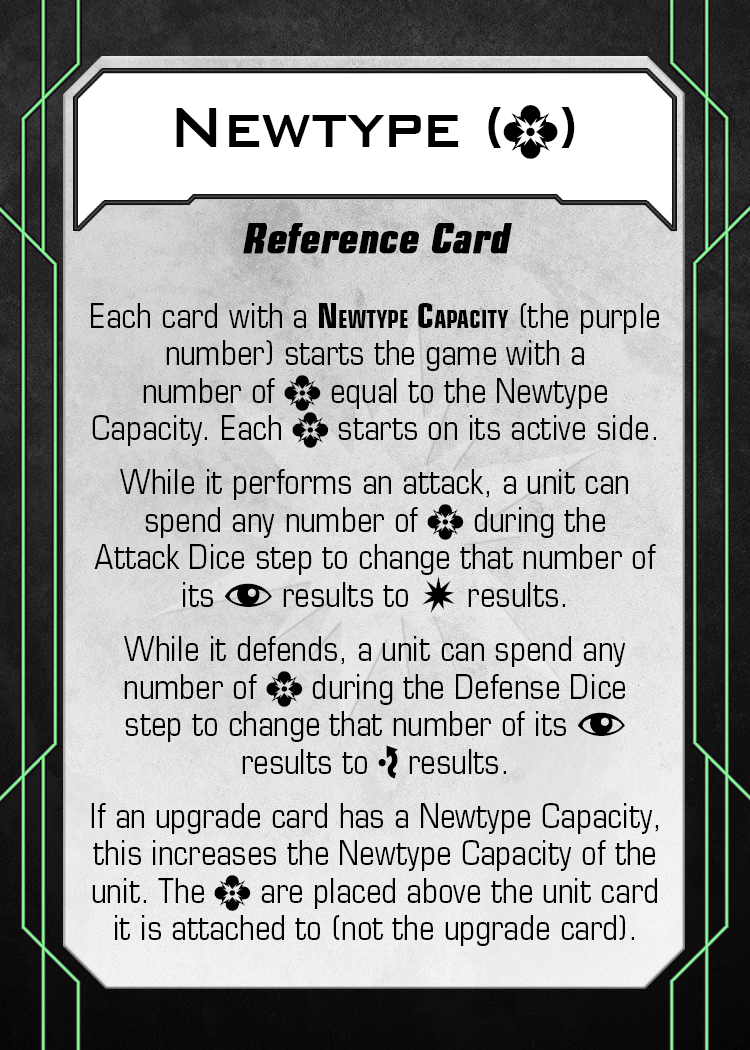 Newtype ()
Reference Card
Each card with a Newtype Capacity (the purple
number) starts the game with a
number of equal to the Newtype
Capacity. Each starts on its active side.
While it performs an attack, a unit can
spend any number of during the
Attack Dice step to change that number of
its results to results.
While it defends, a unit can spend any
number of during the Defense Dice
step to change that number of its
results to results.
If an upgrade card has a Newtype Capacity,
this increases the Newtype Capacity of the
unit. The are placed above the unit card
it is attached to (not the upgrade card).